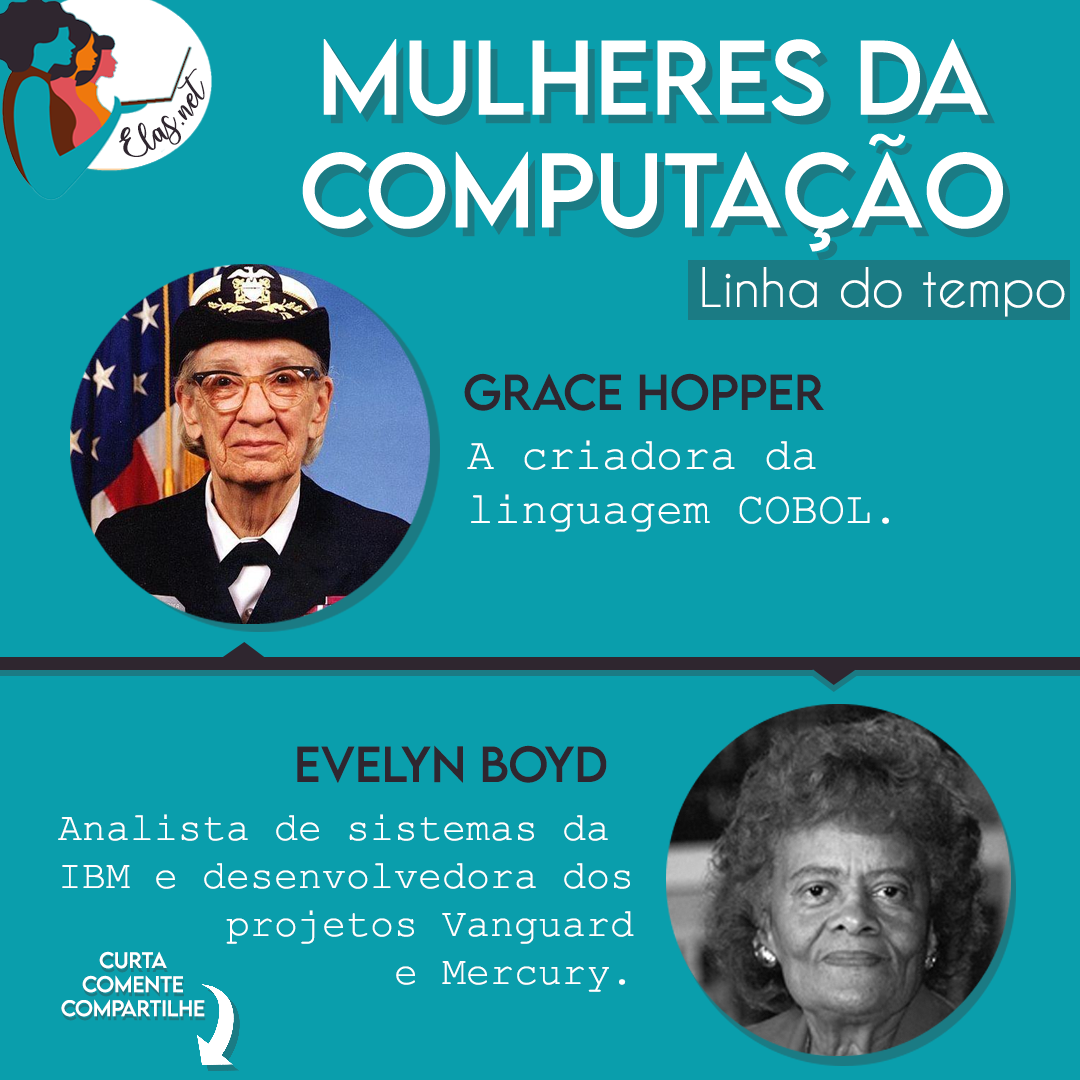 Elas.net
MULHERES DA
COMPUTAÇÃO
Linha do tempo
GRACE HOPPER
A criadora da
linguagem COBOL.
EVELYN BOYD
Analista de sistemas da
IBM e desenvolvedora dos
projetos Vanguard
e Mercury.
CURTA
COMENTE
COMPARTILHE